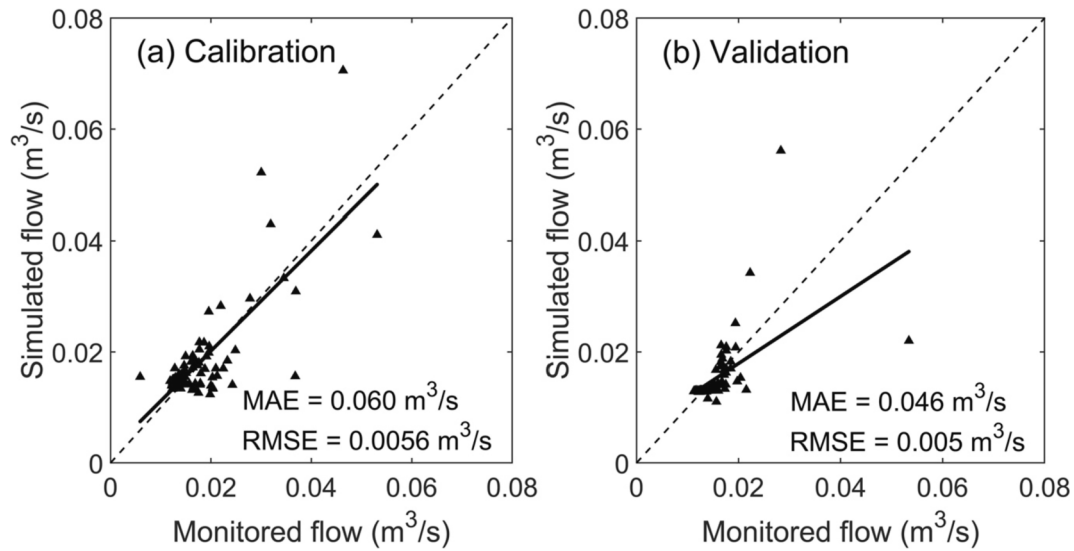 (a) Calibration
Simulated flow (m³/s)
0.08
0.06
0.04
0.02
0
MAE = 0.060 m³/s
RMSE = 0.0056 m³/s
0 0.02 0.04 0.06 0.08
Monitored flow (m³/s)
(b) Validation
Simulated flow (m³/s)
0.08
0.06
0.04
0.02
0
MAE = 0.046 m³/s
RMSE = 0.005 m³/s
0 0.02 0.04 0.06 0.08
Monitored flow (m³/s)